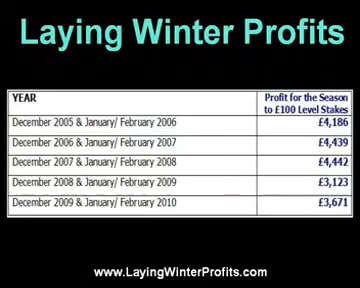 Laying Winter Profits
YEAR
Profit for the Season
to £100 Level Stakes
December 2005 & January/ February 2006 £4,186
December 2006 & January/ February 2007 £4,439
December 2007 & January/ February 2008 £4,442
December 2008 & January/ February 2009 £3,123
December 2009 & January/ February 2010 £3,671
www.LayingWinterProfits.com